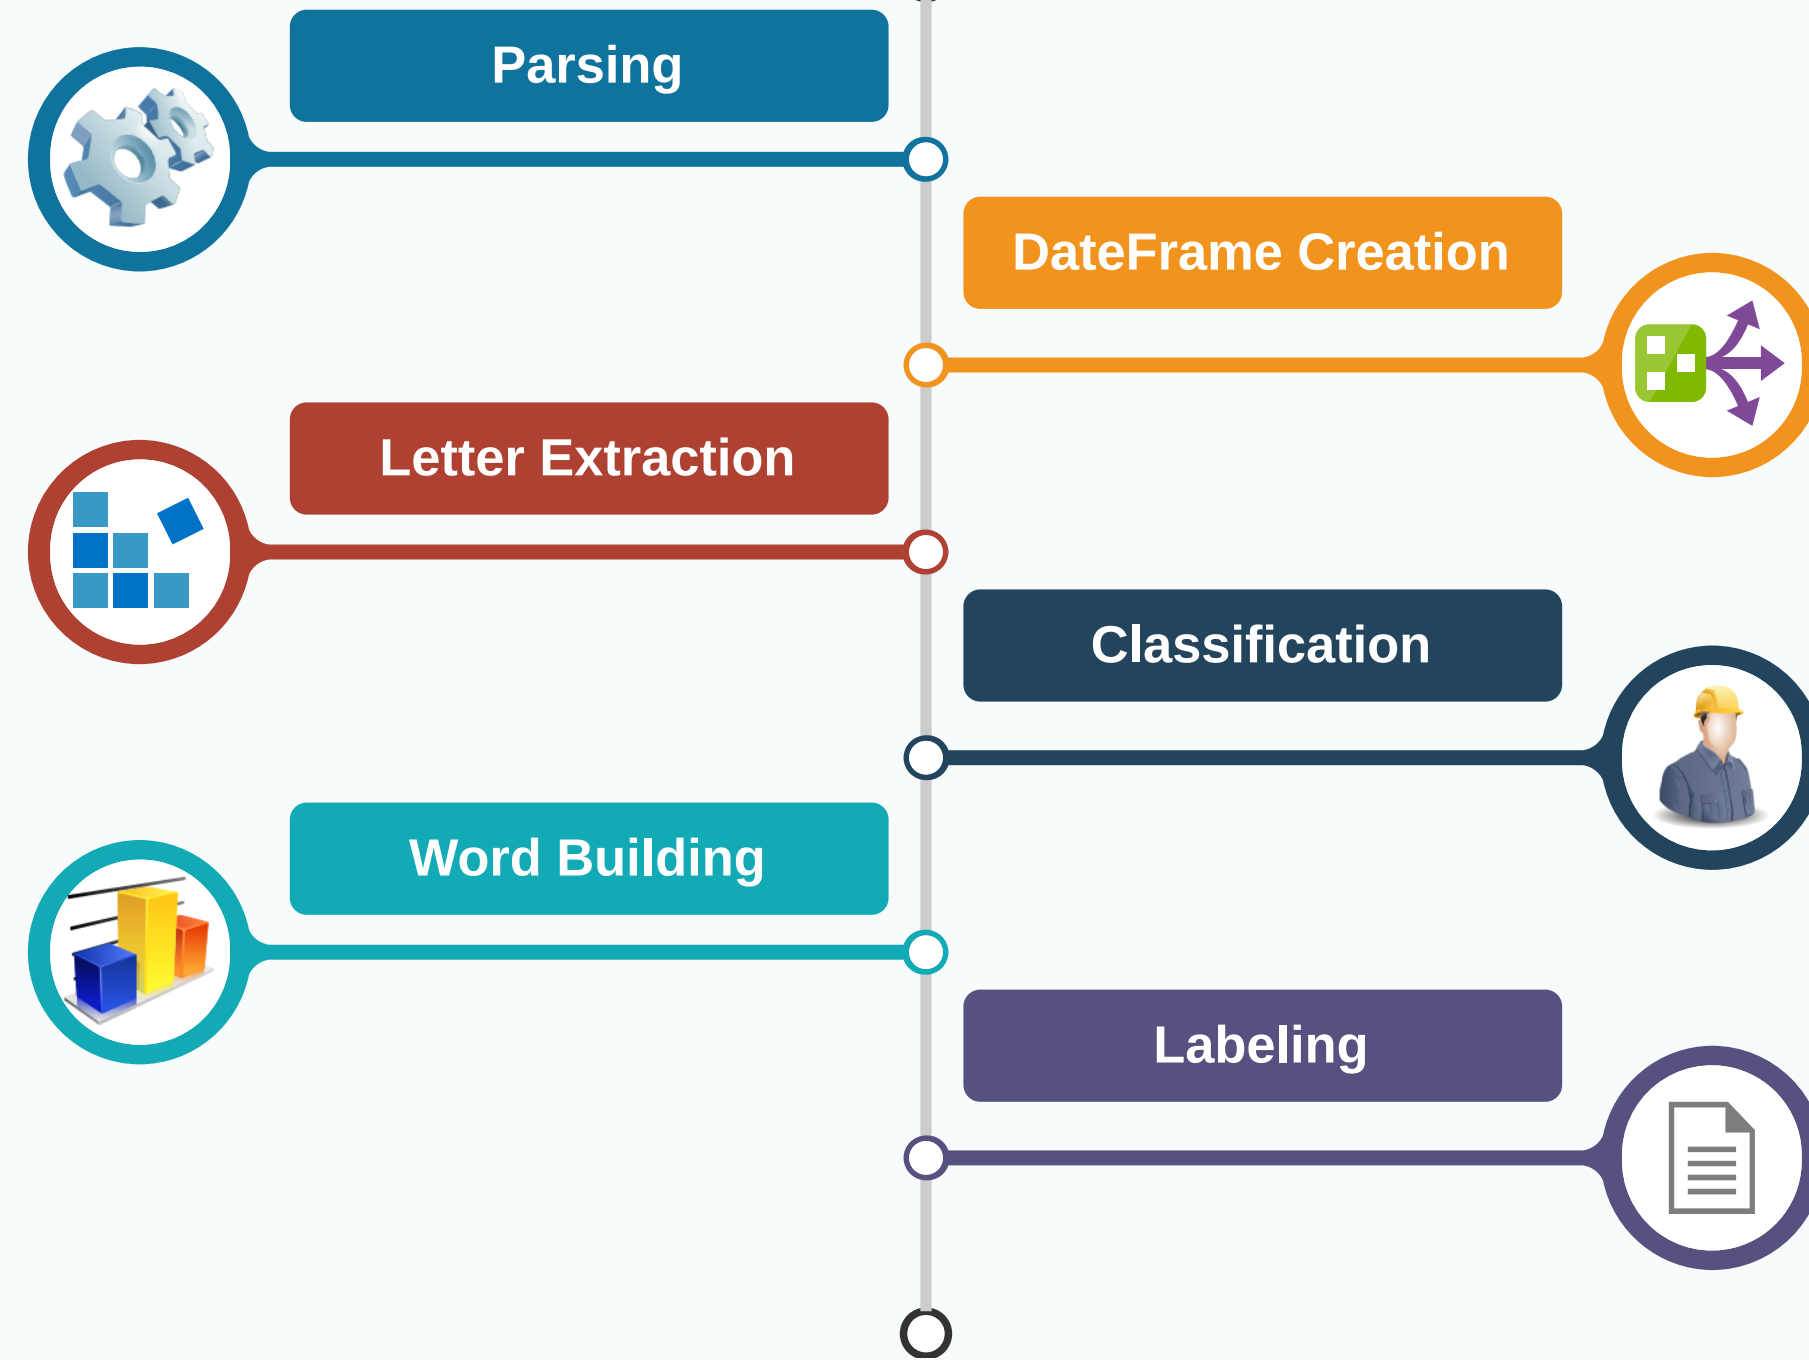 Parsing
DateFrame Creation
Letter Extraction
Classification
Word Building
Labeling